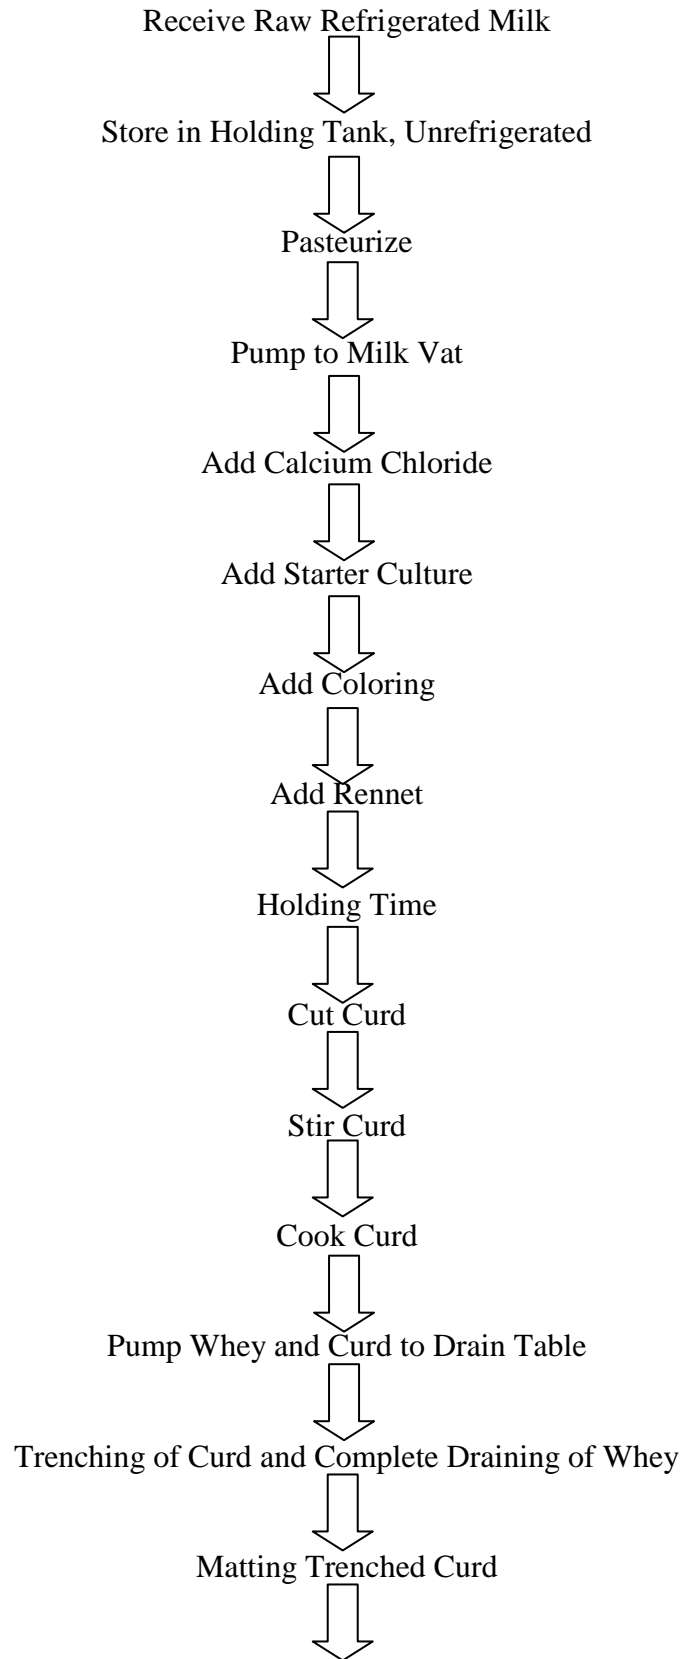 Receive Raw Refrigerated Milk
Store in Holding Tank, Unrefrigerated
Pasteurize
Pump to Milk Vat
Add Calcium Chloride
Add Starter Culture
Add Coloring
Add Rennet
Holding Time
Cut Curd
Stir Curd
Cook Curd
Pump Whey and Curd to Drain Table
Trenching of Curd and Complete Draining of Whey
Matting Trenched Curd